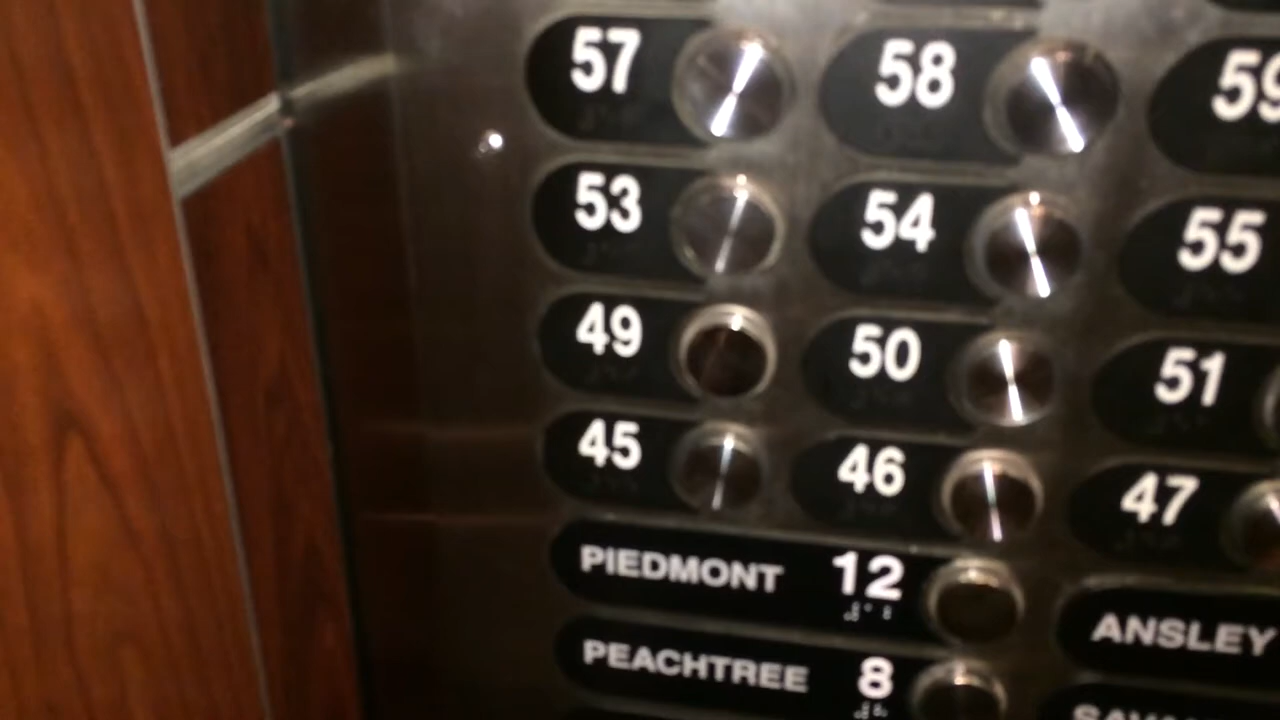 57 58 59
53 54 55
49 50 51
45 46 47
PIEDMONT 12
ANSLEY
PEACHTREE 8